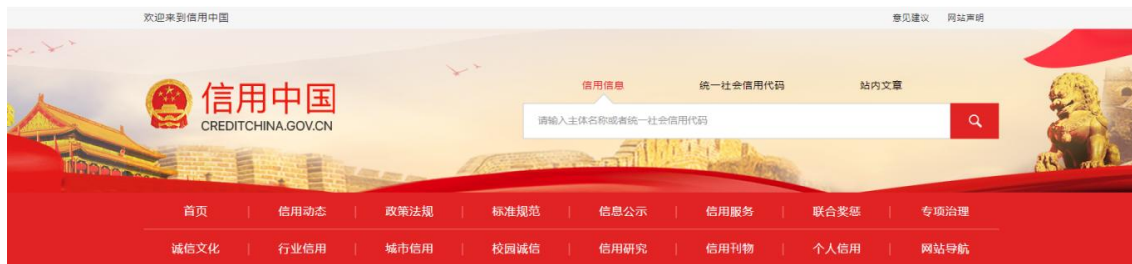 欢迎来到信用中国
意见建议 网站声明
信用信息 统一社会信用代码 站内文章
信用中国
CREDITCHINA.GOV.CN
请输入主体名称或者统一社会信用代码
首页 | 信用动态 | 政策法规 | 标准规范 | 信息公示 | 信用服务 | 联合奖惩 | 专项治理
诚信文化 | 行业信用 | 城市信用 | 校园诚信 | 信用研究 | 信用刊物 | 个人信用 | 网站导航